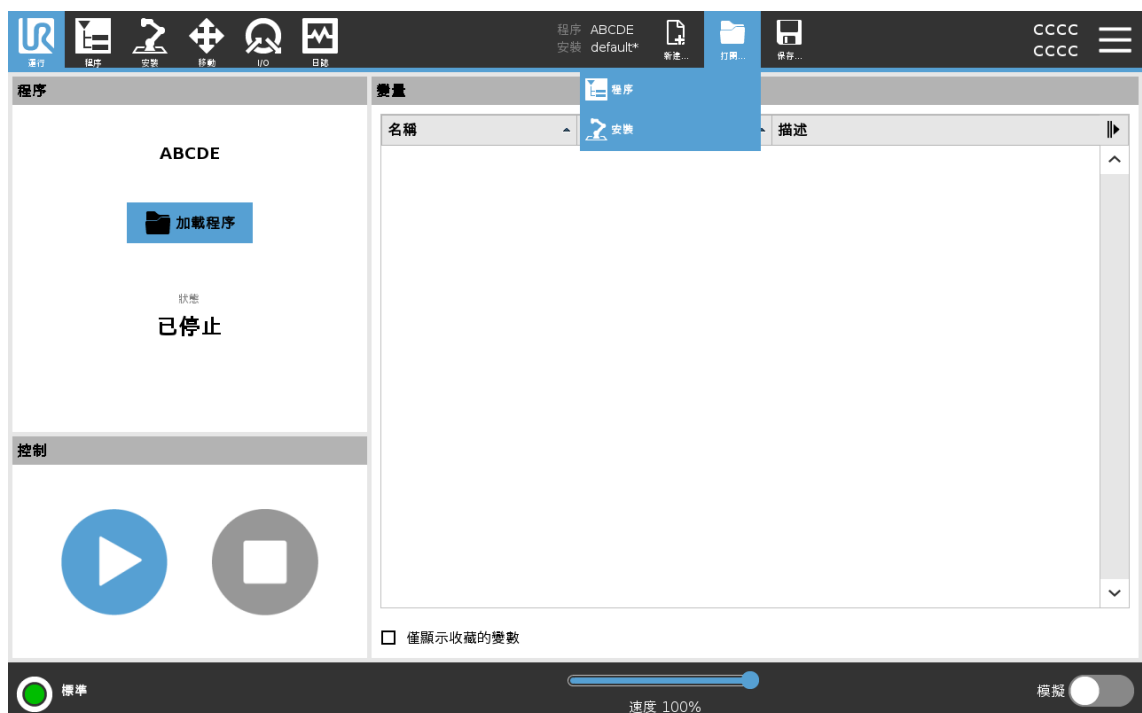 運行
程序
安裝
移動
I/O
日誌
程序 ABCDE
安裝 default*
新建...
打開...
保存...
CCCC
CCCC
程序
變量
程序
安裝
名稱
描述
ABCDE
加載程序
狀態
已停止
控制
僅顯示收藏的變數
標準
速度 100%
模擬